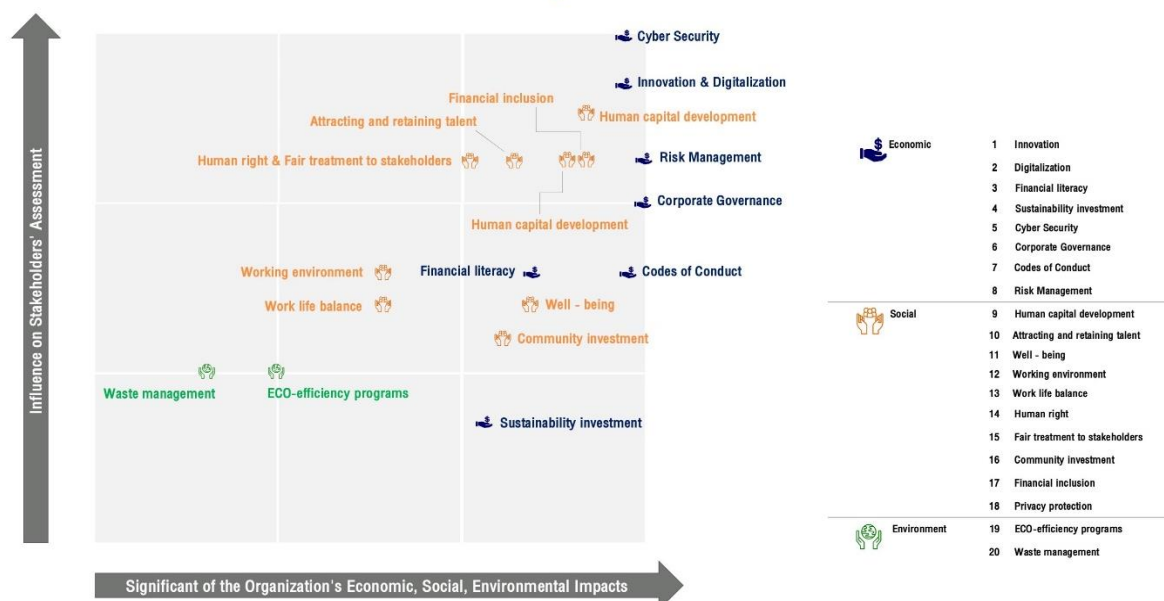 Influence on Stakeholders' Assessment
Cyber Security
Innovation & Digitalization
Financial inclusion
Human capital development
Attracting and retaining talent
Human right & Fair treatment to stakeholders
Risk Management
Corporate Governance
Human capital development
Working environment
Financial literacy
Codes of Conduct
Work life balance
Well - being
Community investment
Waste management
ECO-efficiency programs
Sustainability investment
Significant of the Organization's Economic, Social, Environmental Impacts
Economic
1 Innovation
2 Digitalization
3 Financial literacy
4 Sustainability investment
5 Cyber Security
6 Corporate Governance
7 Codes of Conduct
8 Risk Management
Social
9 Human capital development
10 Attracting and retaining talent
11 Well - being
12 Working environment
13 Work life balance
14 Human right
15 Fair treatment to stakeholders
16 Community investment
17 Financial inclusion
18 Privacy protection
Environment
19 ECO-efficiency programs
20 Waste management